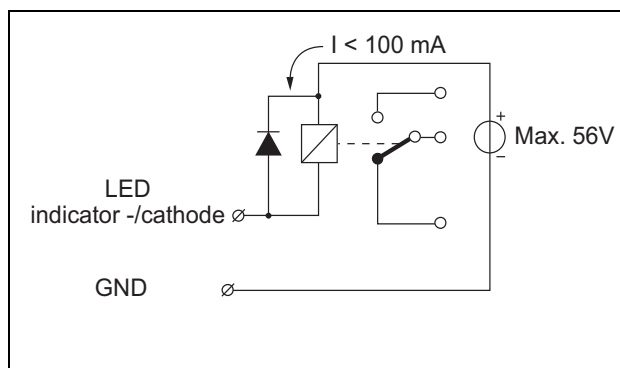 I < 100 mA
+
Max. 56V
–
LED
indicator -/cathode
GND